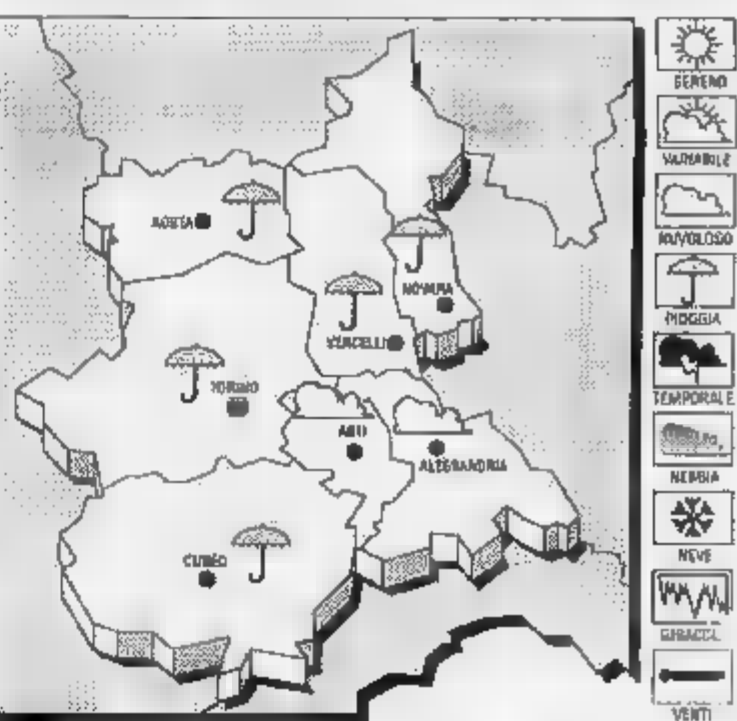 SERENO
VARIABILE
NUVOLOSO
PIOGGIA
TEMPORALE
NEBBIA
NEVE
GHIACCI.
VENTI
AOSTA
NOVARA
VERCELLI
TORINO
ASTI
ALESSANDRIA
CUNEO